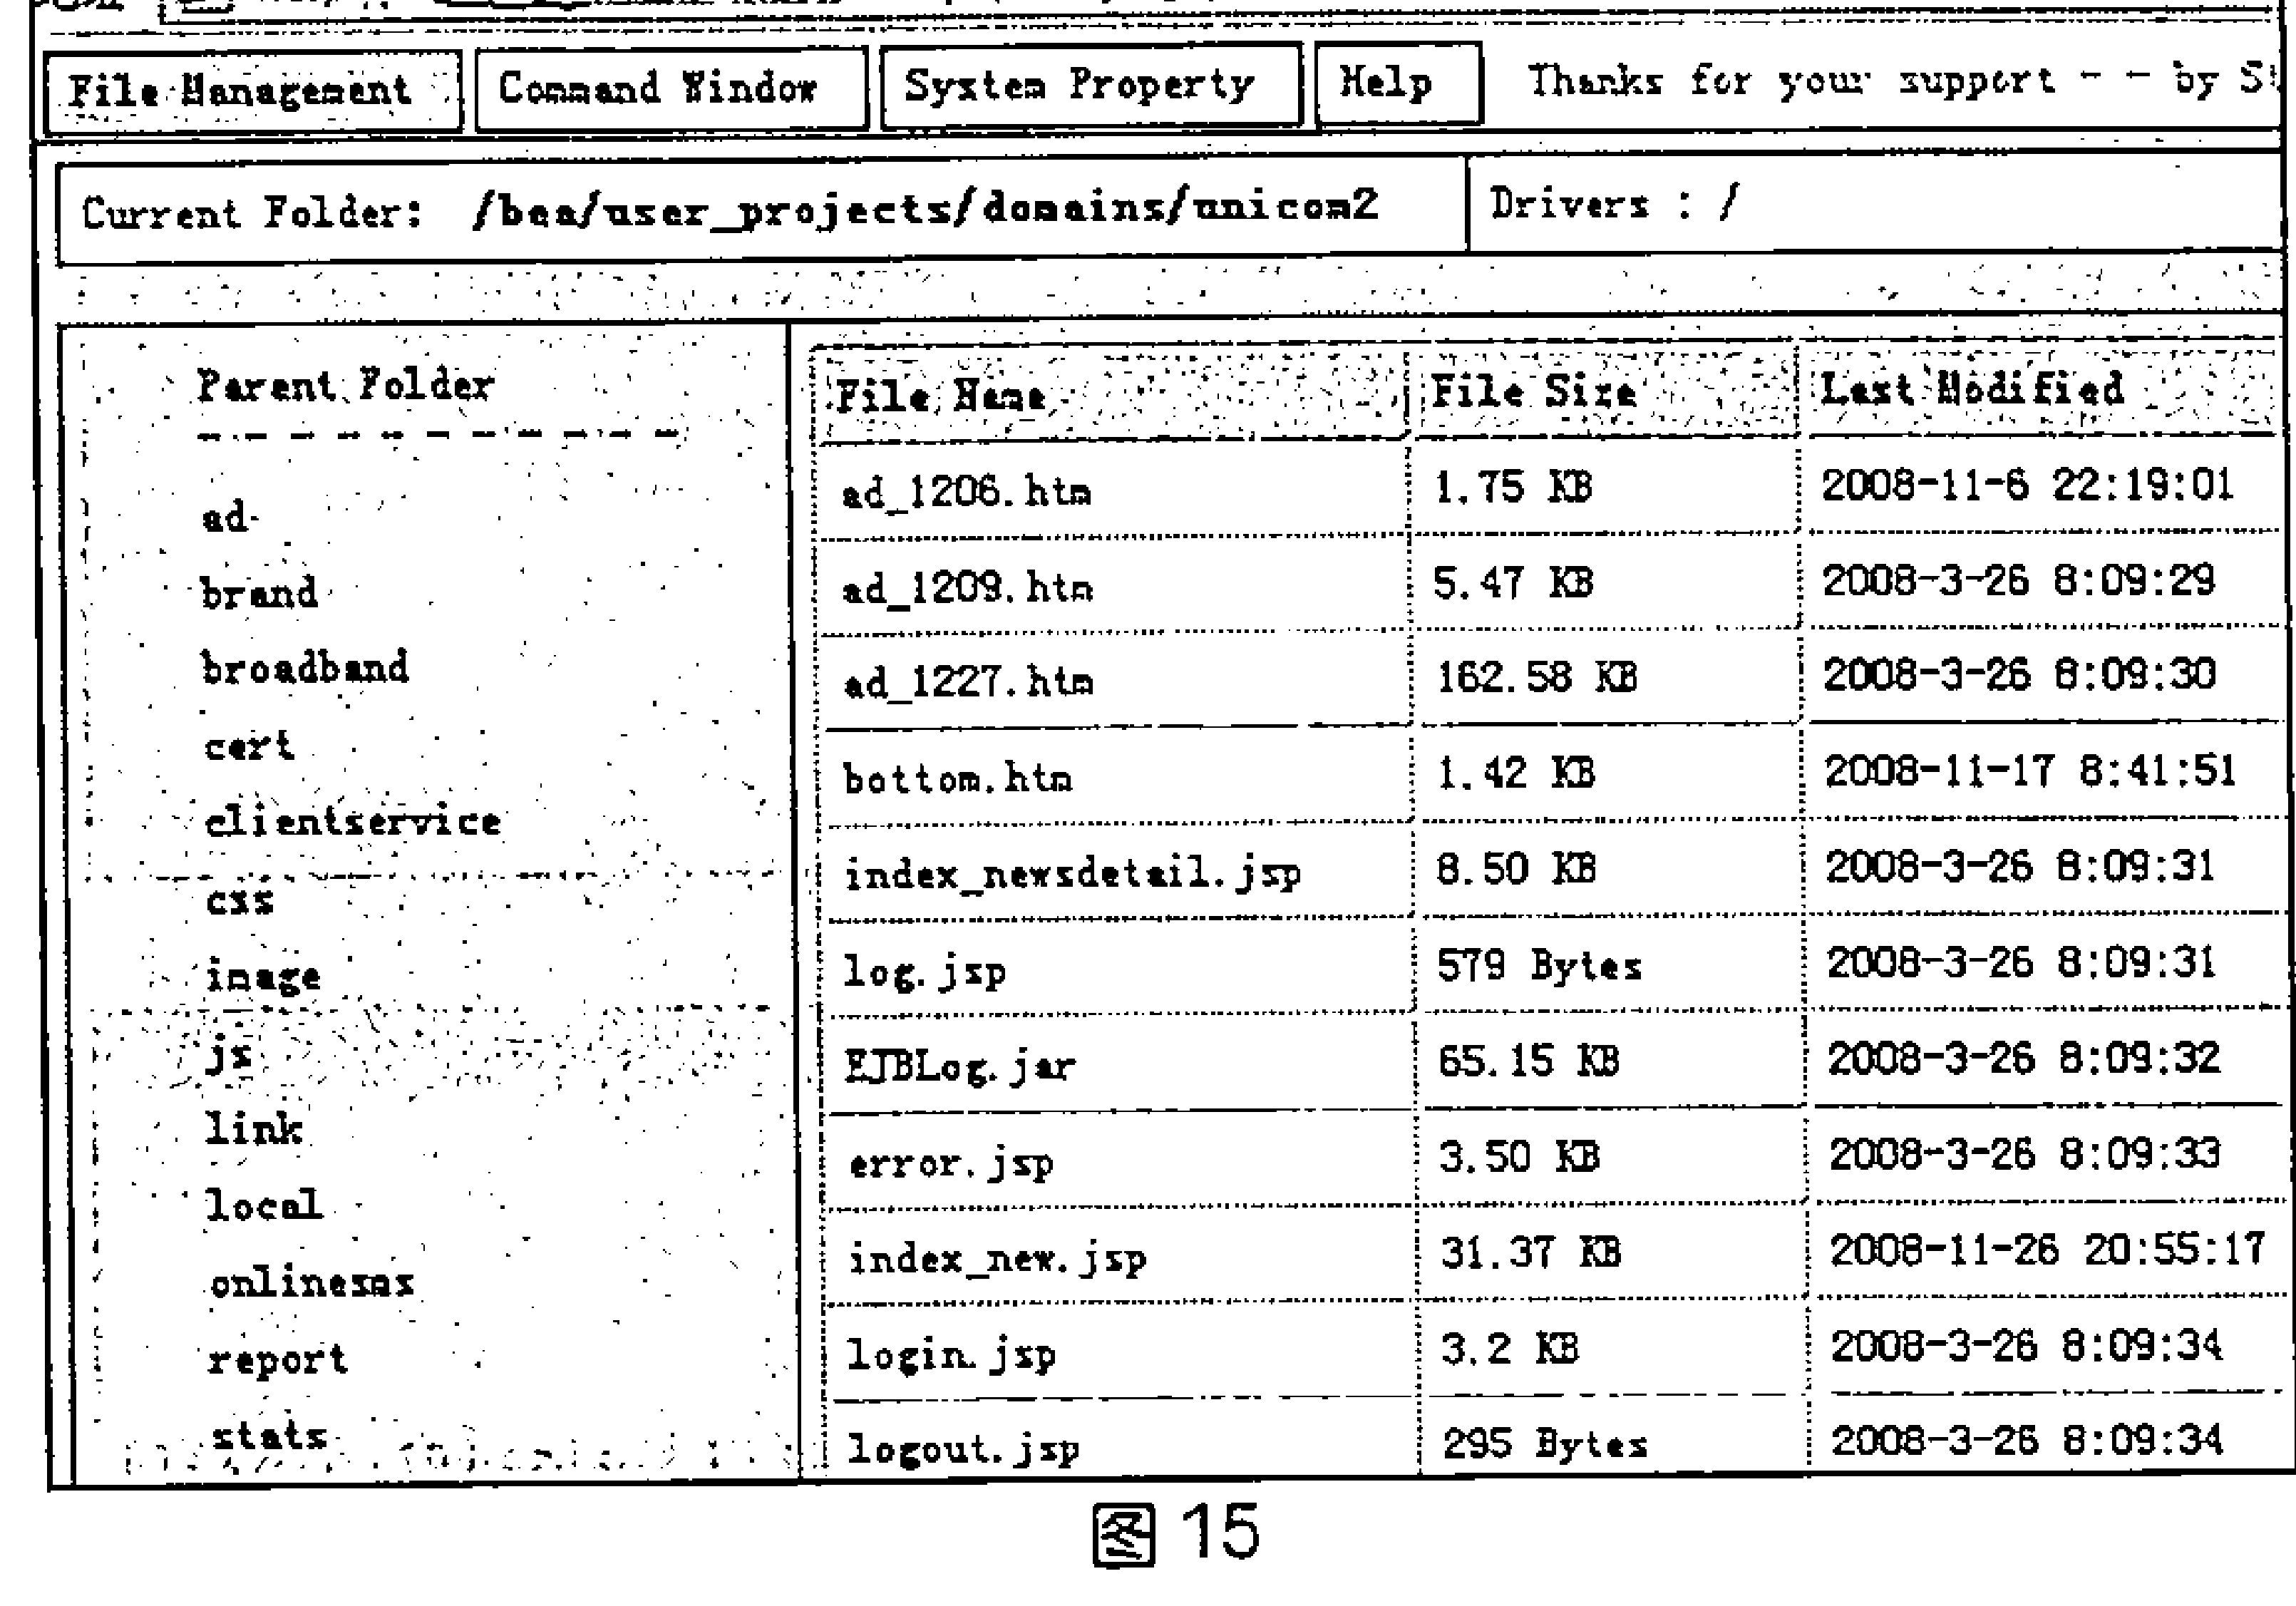 File Management Command Window System Property Help Thanks for your support - - by
Current Folder: /bea/user_projects/domains/unicom2 Drivers : /
Parent Folder File Name File Size Last Modified
ad ad_1206.htm 1.75 KB 2008-11-6 22:19:01
brand ad_1209.htm 5.47 KB 2008-3-26 8:09:29
broadband ad_1227.htm 162.58 KB 2008-3-26 8:09:30
cert bottom.htm 1.42 KB 2008-11-17 8:41:51
clientservice index_newsdetail.jsp 8.50 KB 2008-3-26 8:09:31
css log.jsp 579 Bytes 2008-3-26 8:09:31
image EJBLog.jar 65.15 KB 2008-3-26 8:09:32
js error.jsp 3.50 KB 2008-3-26 8:09:33
link index_new.jsp 31.37 KB 2008-11-26 20:55:17
local login.jsp 3.2 KB 2008-3-26 8:09:34
onlinesms logout.jsp 295 Bytes 2008-3-26 8:09:34
report
stats
图 15